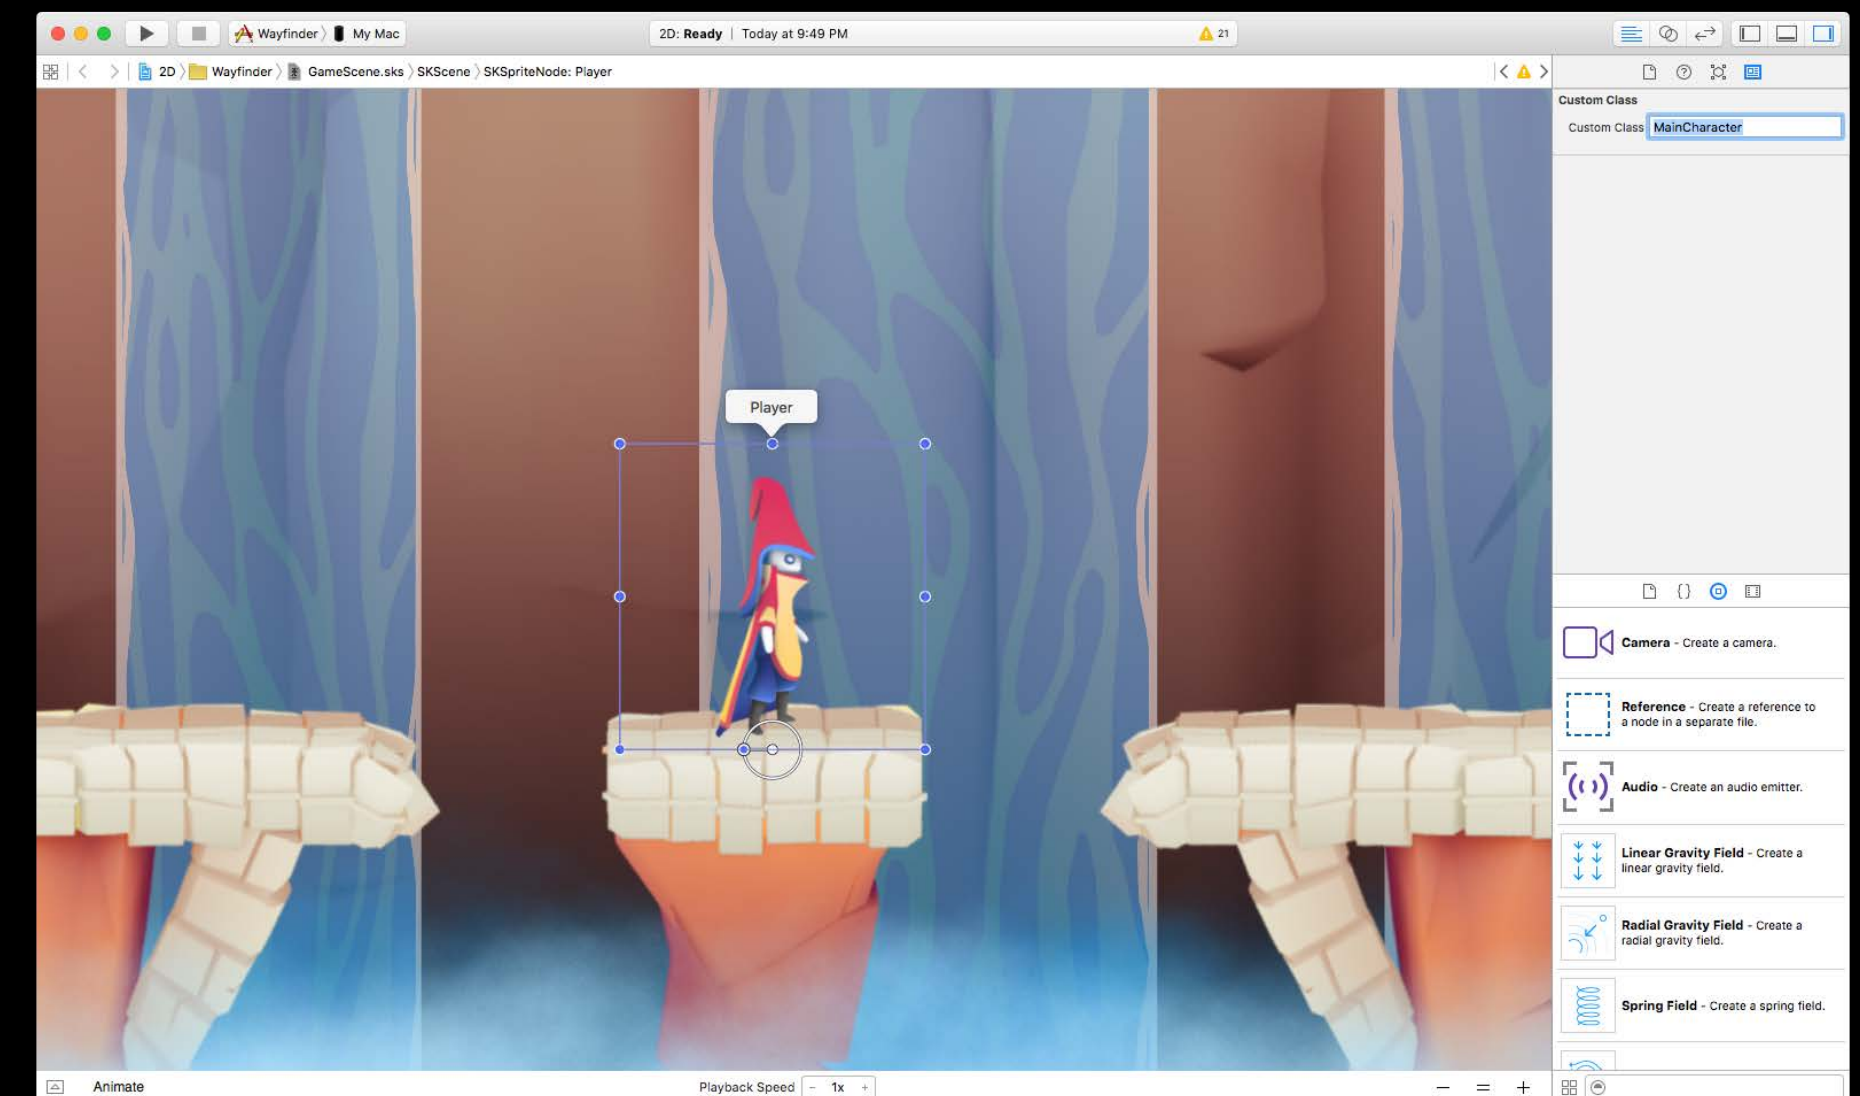 Wayfinder
My Mac
2D: Ready | Today at 9:49 PM
21
2D
Wayfinder
GameScene.sks
SKScene
SKSpriteNode: Player
Custom Class
Custom Class
MainCharacter
Player
Camera - Create a camera.
Reference - Create a reference to
a node in a separate file.
Audio - Create an audio emitter.
Linear Gravity Field - Create a
linear gravity field.
Radial Gravity Field - Create a
radial gravity field.
Spring Field - Create a spring field.
Animate
Playback Speed
- 1x +